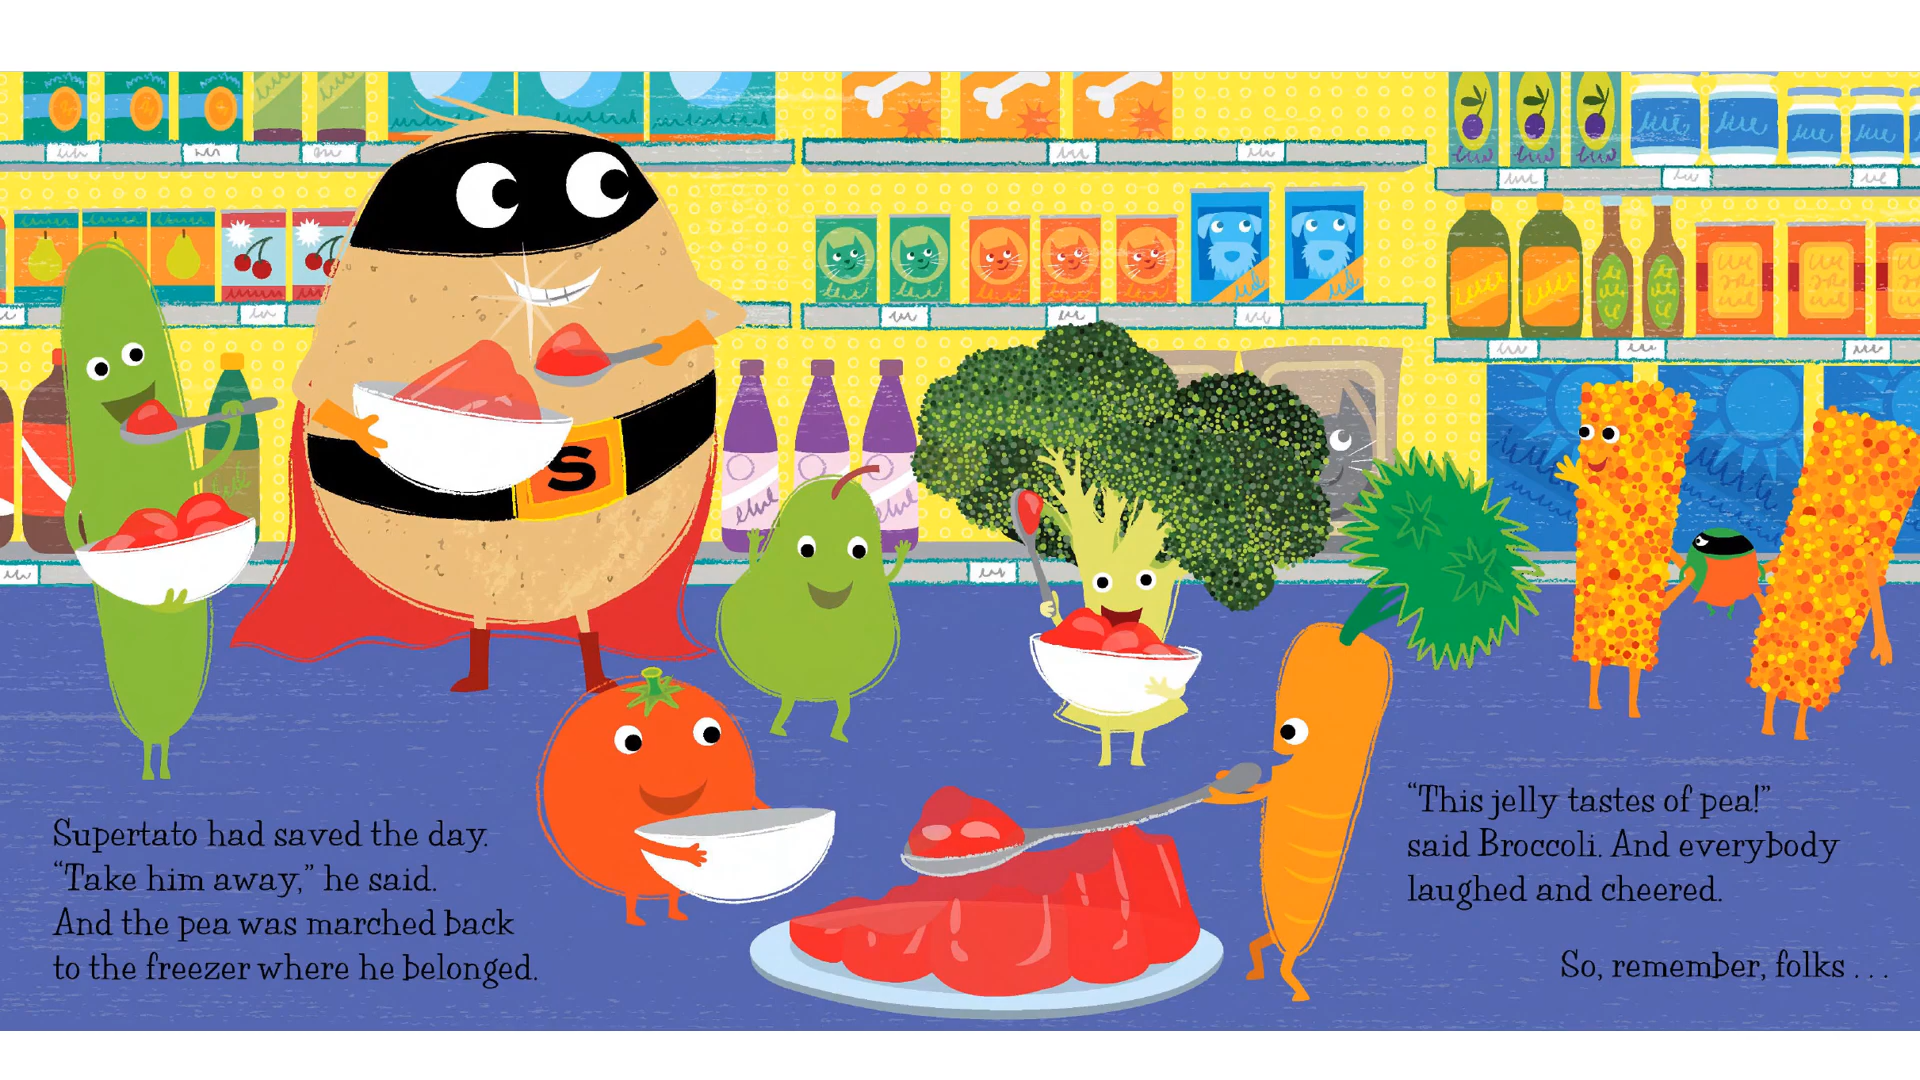 S
Supertato had saved the day.
“Take him away,” he said.
And the pea was marched back
to the freezer where he belonged.
“This jelly tastes of pea!”
said Broccoli. And everybody
laughed and cheered.
So, remember, folks . . .